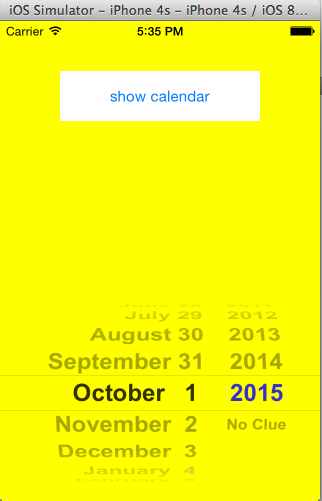 iOS Simulator - iPhone 4s - iPhone 4s / iOS 8...
Carrier 5:35 PM
show calendar
June 28 2011
July 29 2012
August 30 2013
September 31 2014
October 1 2015
November 2 No Clue
December 3
January 4